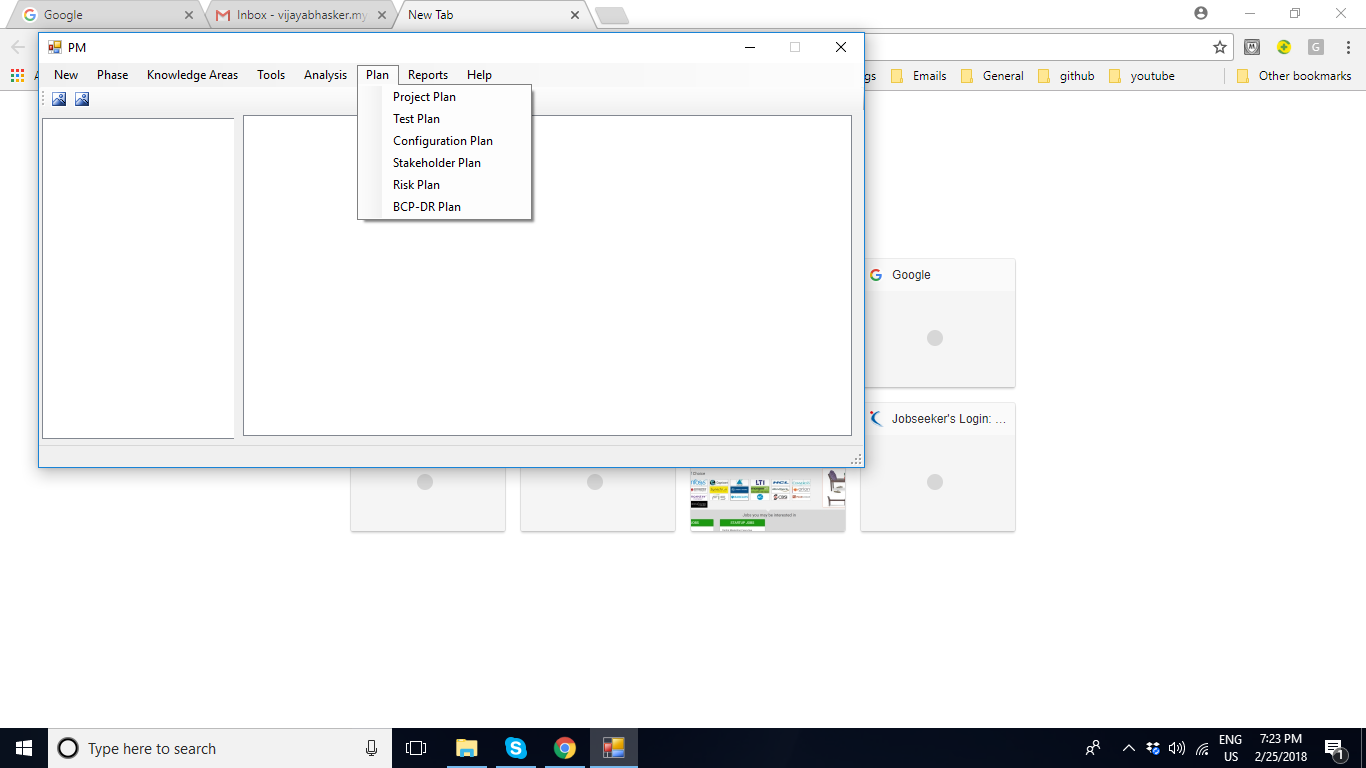 Google
Inbox - vijayabhasker.my
New Tab
PM
New Phase Knowledge Areas Tools Analysis Plan Reports Help
gs Emails General github youtube Other bookmarks
Project Plan
Test Plan
Configuration Plan
Stakeholder Plan
Risk Plan
BCP-DR Plan
Google
Jobseeker's Login: ...
LTI
HCL
Jobs you may be interested in
STARTUP JOBS
Type here to search
ENG
US
7:23 PM
2/25/2018
1